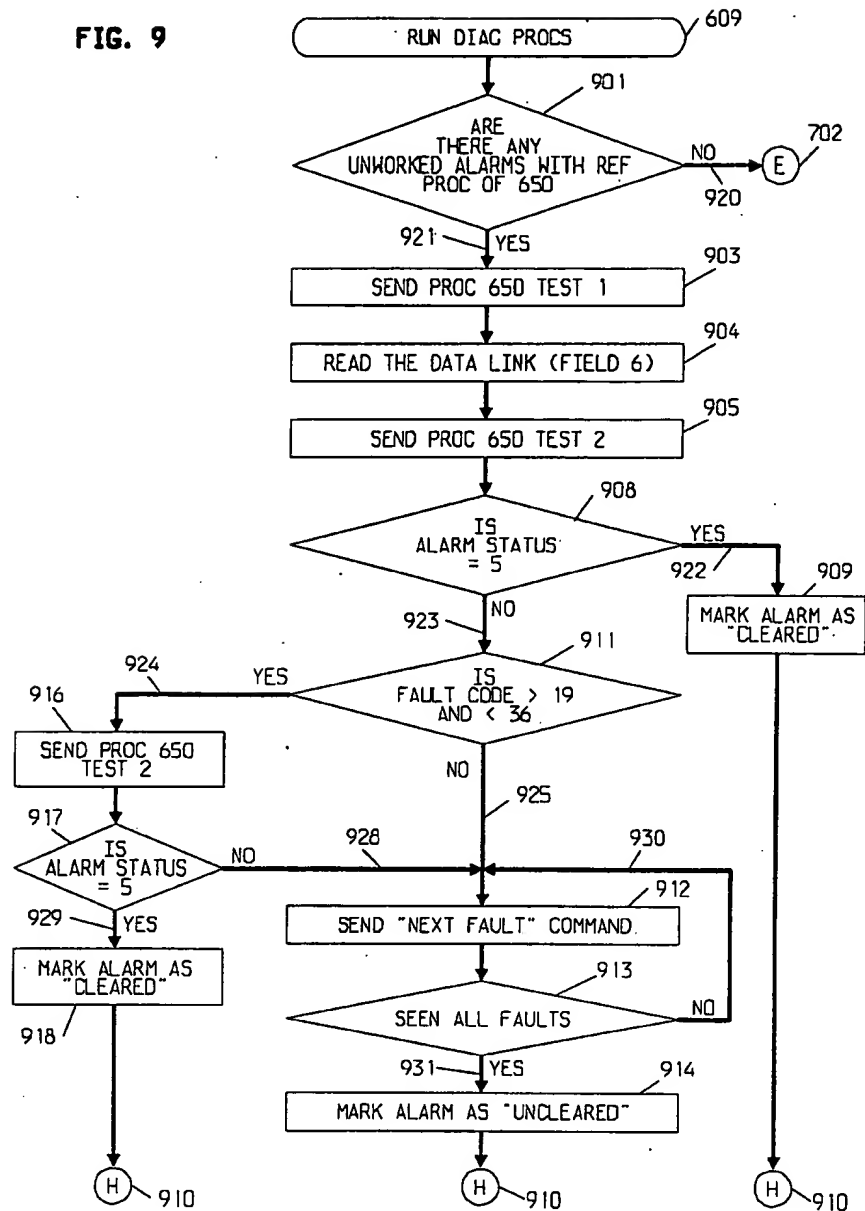 FIG. 9
RUN DIAG PROCS
609
901
ARE
THERE ANY
UNWORKED ALARMS WITH REF
PROC OF 650
NO
920
E
702
921
YES
903
SEND PROC 650 TEST 1
904
READ THE DATA LINK (FIELD 6)
905
SEND PROC 650 TEST 2
908
IS
ALARM STATUS
= 5
YES
922
909
MARK ALARM AS
"CLEARED"
923
NO
911
924
YES
IS
FAULT CODE > 19
AND < 36
916
SEND PROC 650
TEST 2
NO
925
917
IS
ALARM STATUS
= 5
NO
928
930
912
SEND "NEXT FAULT" COMMAND
929
YES
913
MARK ALARM AS
"CLEARED"
918
SEEN ALL FAULTS
NO
931
YES
914
MARK ALARM AS "UNCLEARED"
H
910
H
910
H
910